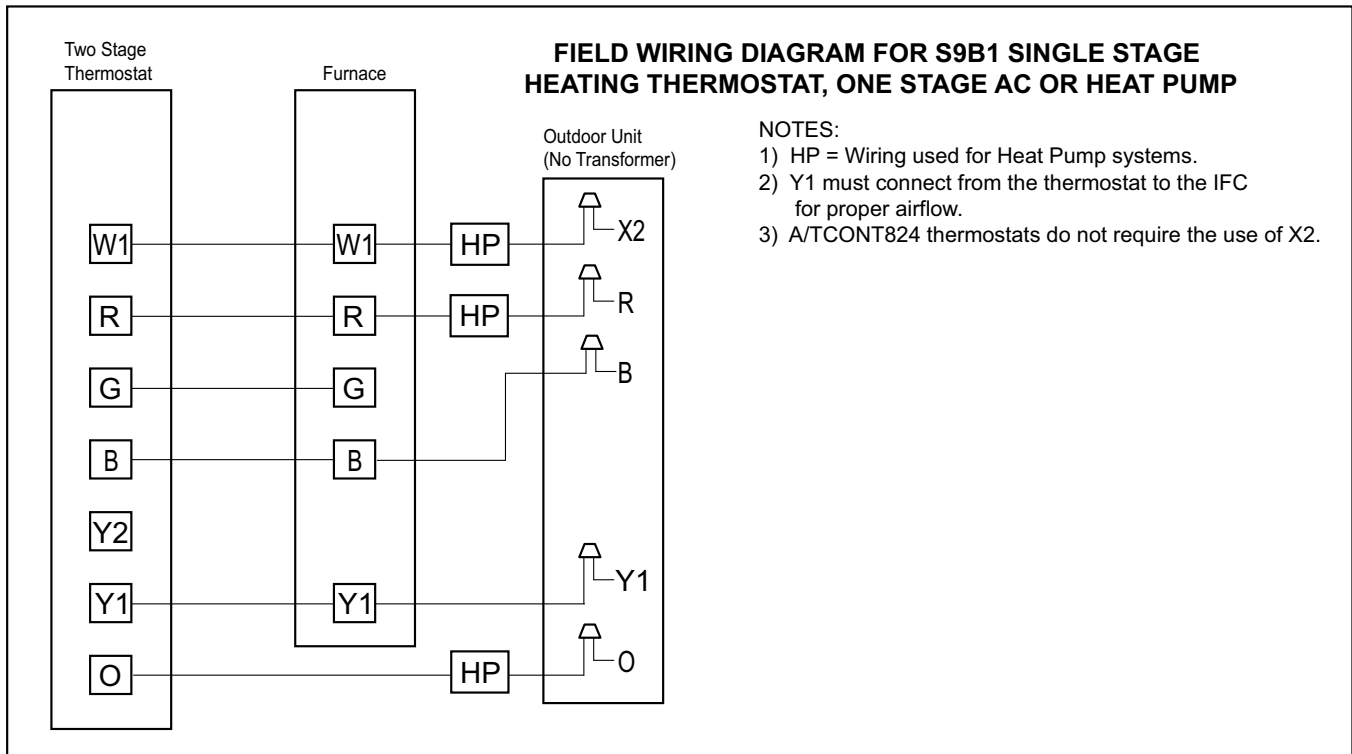 Two Stage
Thermostat
Furnace
FIELD WIRING DIAGRAM FOR S9B1 SINGLE STAGE
HEATING THERMOSTAT, ONE STAGE AC OR HEAT PUMP
Outdoor Unit
(No Transformer)
NOTES:
1) HP = Wiring used for Heat Pump systems.
2) Y1 must connect from the thermostat to the IFC
for proper airflow.
3) A/TCONT824 thermostats do not require the use of X2.
W1 W1 HP X2
R R HP R
G G B
B B
Y2
Y1 Y1 Y1
O HP O